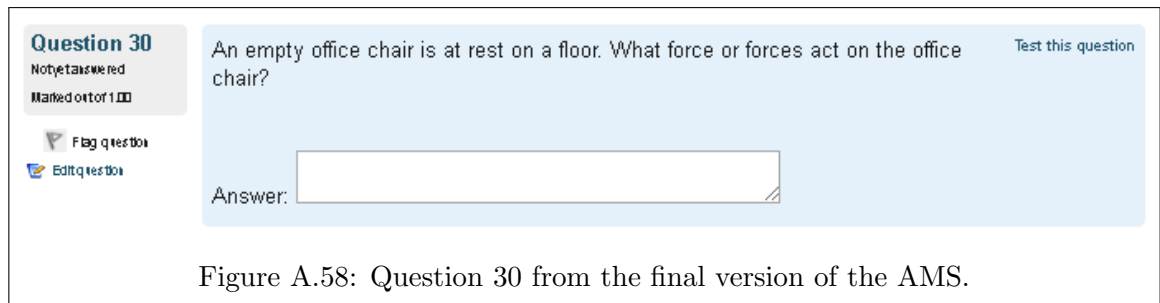 Question 30
Not yet answered
Marked out of 1.00
Flag question
Edit question
An empty office chair is at rest on a floor. What force or forces act on the office
chair?
Test this question
Answer:
Figure A.58: Question 30 from the final version of the AMS.